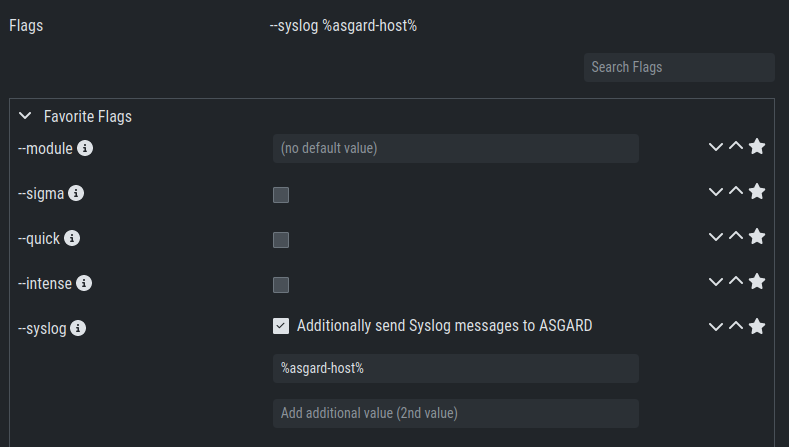 Flags --syslog %asgard-host%
Search Flags
Favorite Flags
--module (no default value)
--sigma
--quick
--intense
--syslog Additionally send Syslog messages to ASGARD
%asgard-host%
Add additional value (2nd value)